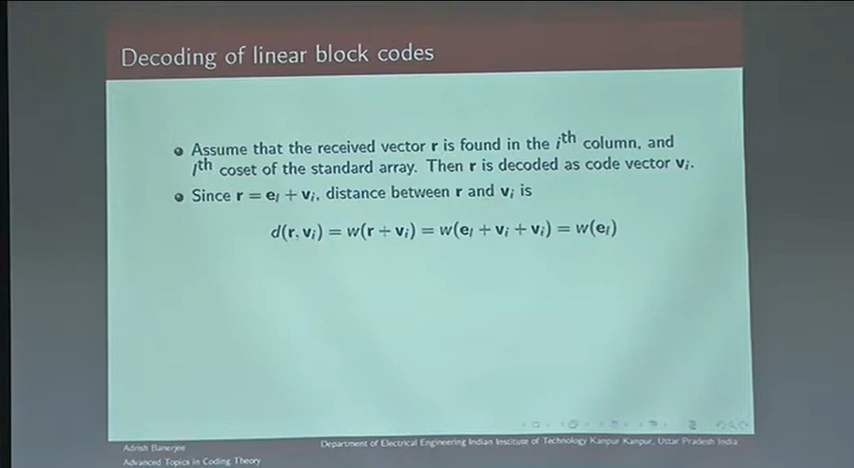 Decoding of linear block codes
• Assume that the received vector r is found in the iᵗʰ column, and
lᵗʰ coset of the standard array. Then r is decoded as code vector vᵢ.
• Since r = eₗ + vᵢ, distance between r and vᵢ is
d(r, vᵢ) = w(r + vᵢ) = w(eₗ + vᵢ + vᵢ) = w(eₗ)
Adrish Banerjee
Department of Electrical Engineering Indian Institute of Technology Kanpur Kanpur, Uttar Pradesh India
Advanced Topics in Coding Theory